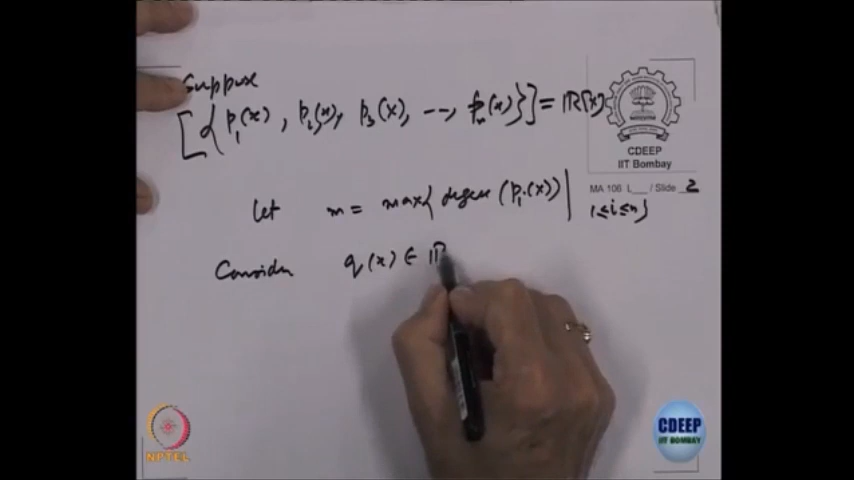 Suppose
[{p₁(x), p₂(x), p₃(x), --, pₙ(x)}] = ℝ[x]
CDEEP
IIT Bombay
MA 106 L___ / Slide 2
Let m = max{ degree (pᵢ(x)) | 1≤i≤n}
Consider q(x) ∈ ℝ
NPTEL
CDEEP
IIT BOMBAY